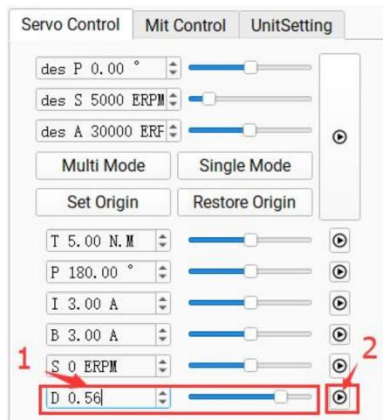 Servo Control Mit Control UnitSetting
des P 0.00 °
des S 5000 ERPM
des A 30000 ERF
Multi Mode Single Mode
Set Origin Restore Origin
T 5.00 N.M
P 180.00 °
I 3.00 A
B 3.00 A
1 2
S 0 ERPM
D 0.56